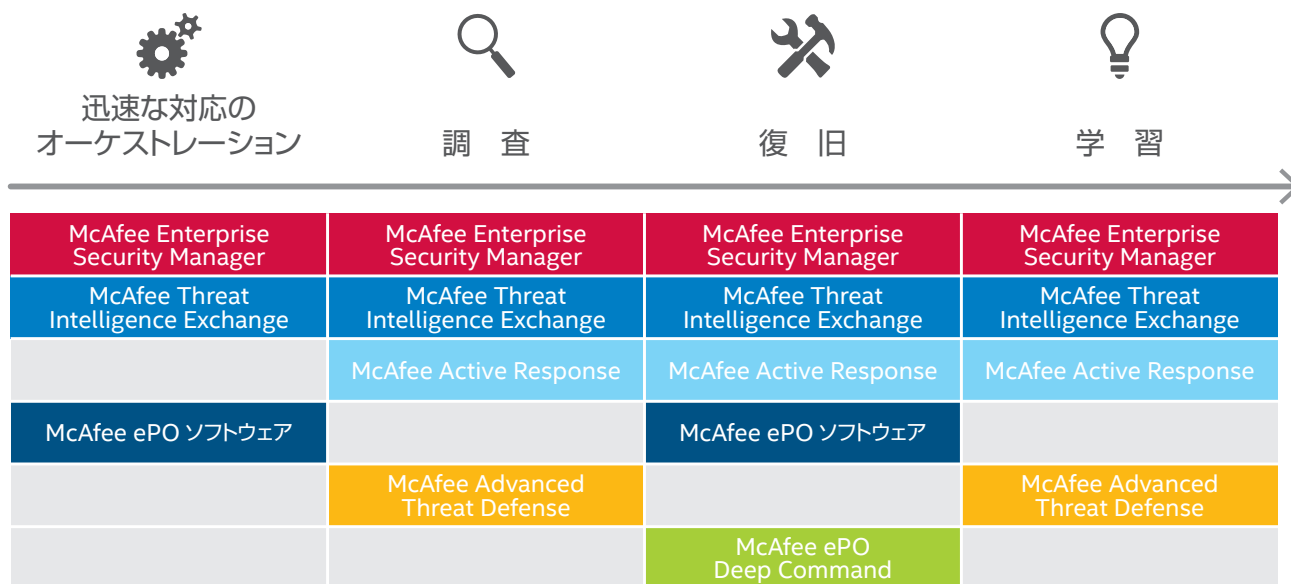 迅速な対応の
オーケストレーション
調 査
復 旧
学 習
McAfee Enterprise
Security Manager
McAfee Enterprise
Security Manager
McAfee Enterprise
Security Manager
McAfee Enterprise
Security Manager
McAfee Threat
Intelligence Exchange
McAfee Threat
Intelligence Exchange
McAfee Threat
Intelligence Exchange
McAfee Threat
Intelligence Exchange
McAfee Active Response
McAfee Active Response
McAfee Active Response
McAfee ePO ソフトウェア
McAfee ePO ソフトウェア
McAfee Advanced
Threat Defense
McAfee Advanced
Threat Defense
McAfee ePO
Deep Command